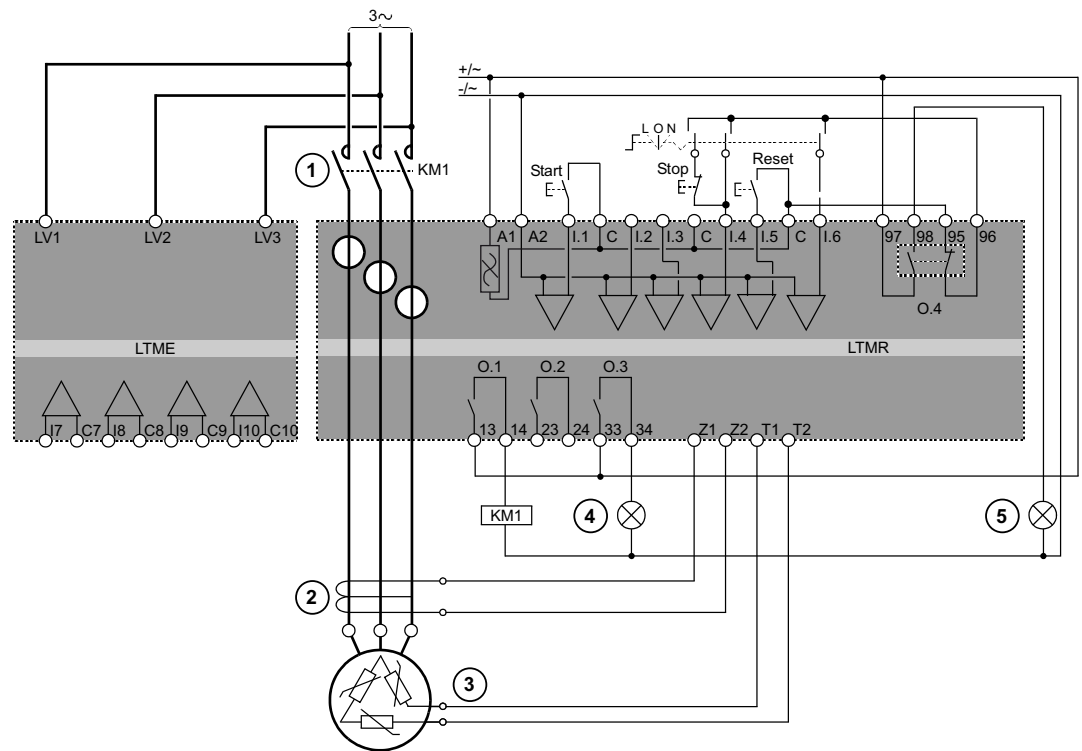 3~
+/~
-/~
L O N
Start
Stop
Reset
1
KM1
LV1 LV2 LV3
A1 A2 I.1 C I.2 I.3 C I.4 I.5 C I.6 97 98 95 96
O.4
LTME
LTMR
O.1 O.2 O.3
I7 C7 I8 C8 I9 C9 I10 C10
13 14 23 24 33 34 Z1 Z2 T1 T2
KM1
4
5
2
3